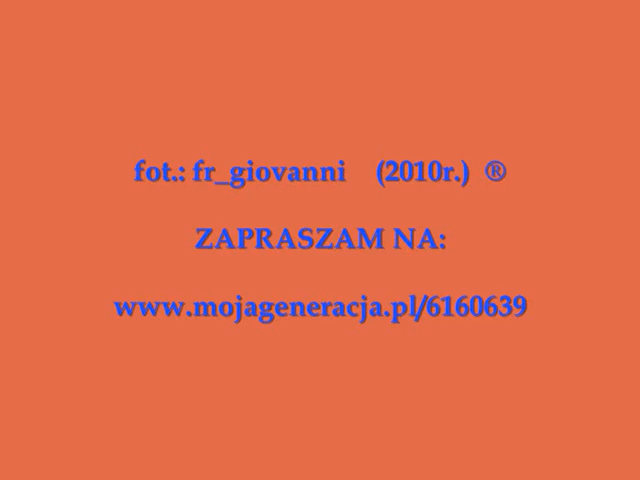 fot.: fr_giovanni (2010r.) ®
ZAPRASZAM NA:
www.mojageneracja.pl/6160639